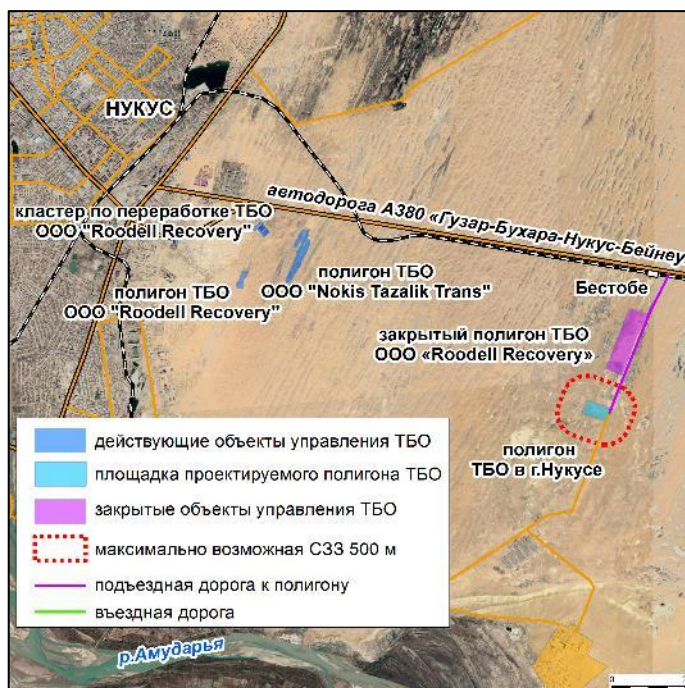 НУКУС
автодорога А380 «Гузар-Бухара-Нукус-Бейнеу
кластер по переработке ТБО
ООО "Roodell Recovery"
полигон ТБО
ООО "Nokis Tazalik Trans"
полигон ТБО
ООО "Roodell Recovery"
Бестобе
закрытый полигон ТБО
ООО «Roodell Recovery»
полигон
ТБО в г.Нукусе
действующие объекты управления ТБО
площадка проектируемого полигона ТБО
закрытые объекты управления ТБО
максимально возможная СЗЗ 500 м
подъездная дорога к полигону
въездная дорога
р.Амударья
0